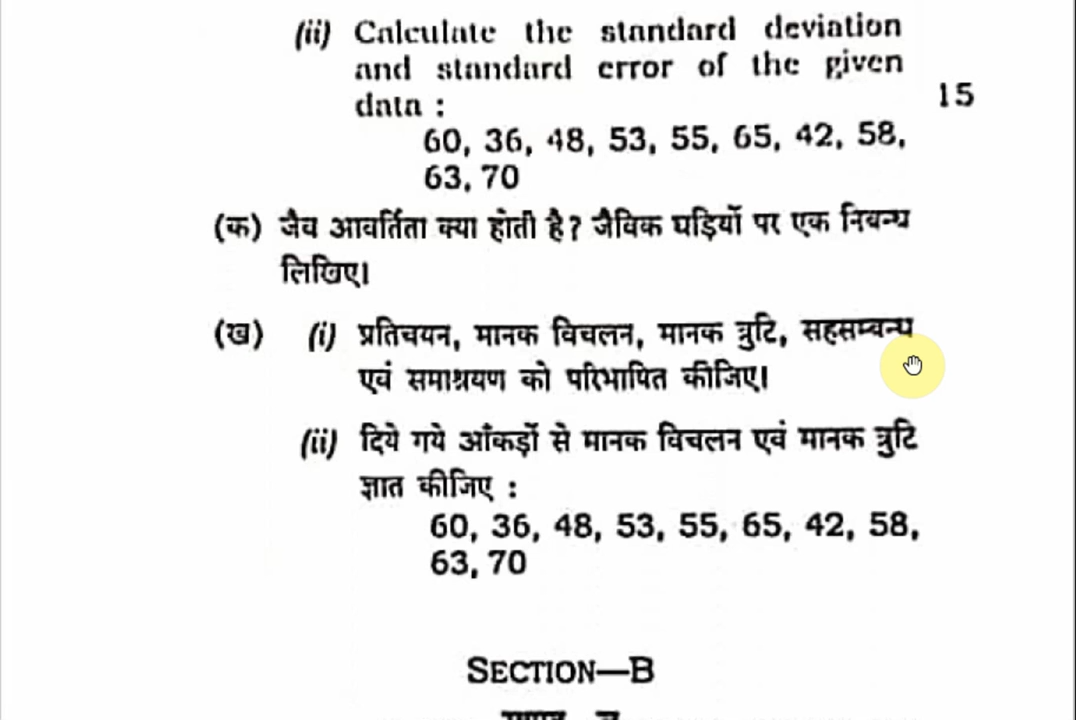 (ii) Calculate the standard deviation
and standard error of the given
data :
15
60, 36, 48, 53, 55, 65, 42, 58,
63, 70
(क) जैव आवर्तिता क्या होती है? जैविक घड़ियों पर एक निबन्ध
लिखिए।
(ख) (i) प्रतिचयन, मानक विचलन, मानक त्रुटि, सहसम्बन्ध
एवं समाश्रयण को परिभाषित कीजिए।
(ii) दिये गये आँकड़ों से मानक विचलन एवं मानक त्रुटि
ज्ञात कीजिए :
60, 36, 48, 53, 55, 65, 42, 58,
63, 70
SECTION—B